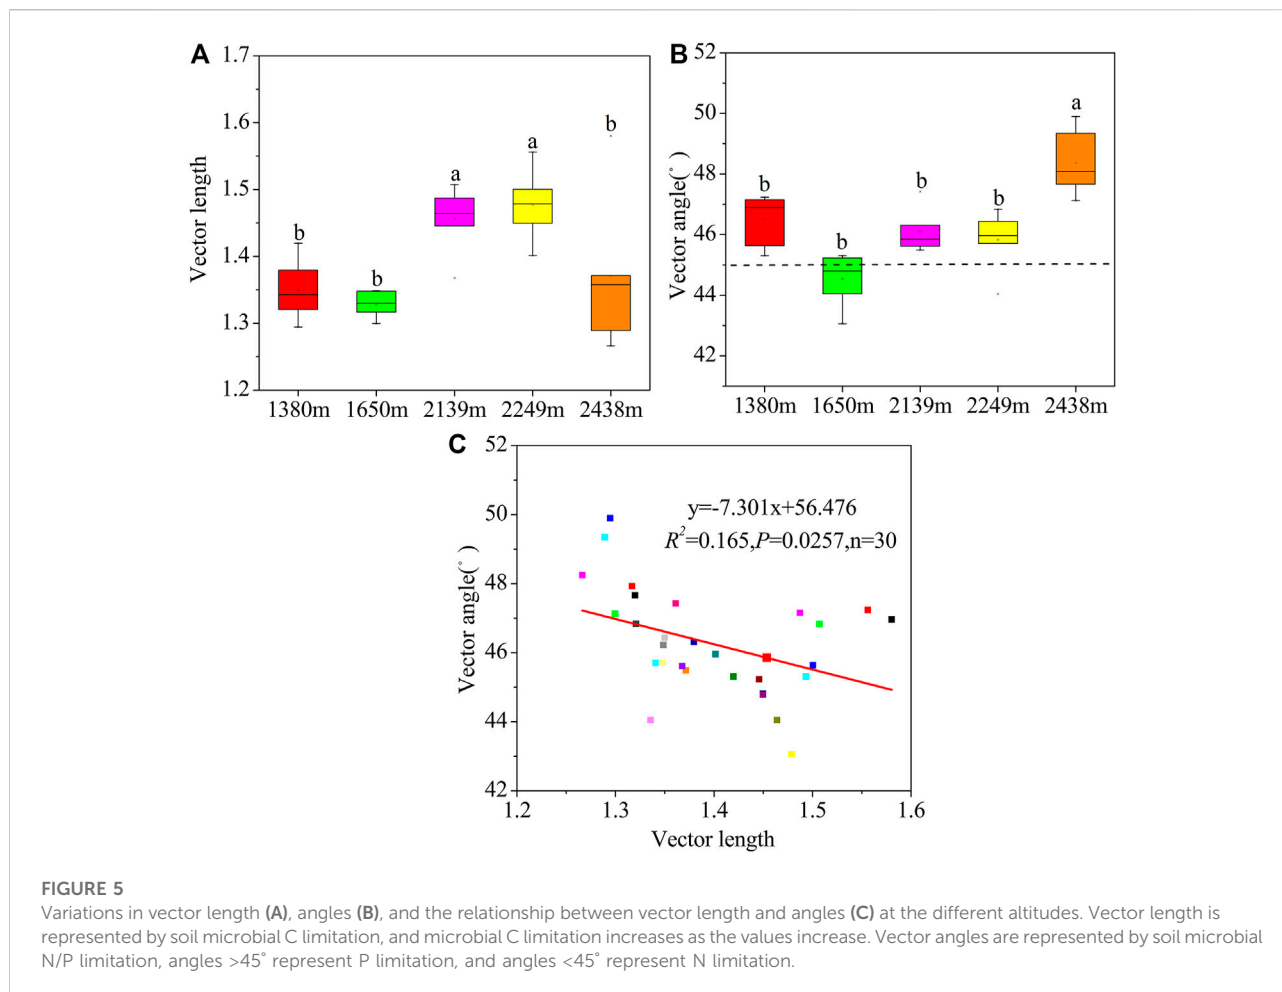 A
1.7
1.6
1.5
1.4
1.3
1.2
Vector length
b
b
a
a
b
1380m 1650m 2139m 2249m 2438m
B
52
50
48
46
44
42
Vector angle(°)
b
b
b
b
a
1380m 1650m 2139m 2249m 2438m
C
52
50
48
46
44
42
Vector angle(°)
y=-7.301x+56.476
R²=0.165,P=0.0257,n=30
1.2 1.3 1.4 1.5 1.6
Vector length
FIGURE 5
Variations in vector length (A), angles (B), and the relationship between vector length and angles (C) at the different altitudes. Vector length is
represented by soil microbial C limitation, and microbial C limitation increases as the values increase. Vector angles are represented by soil microbial
N/P limitation, angles >45° represent P limitation, and angles <45° represent N limitation.